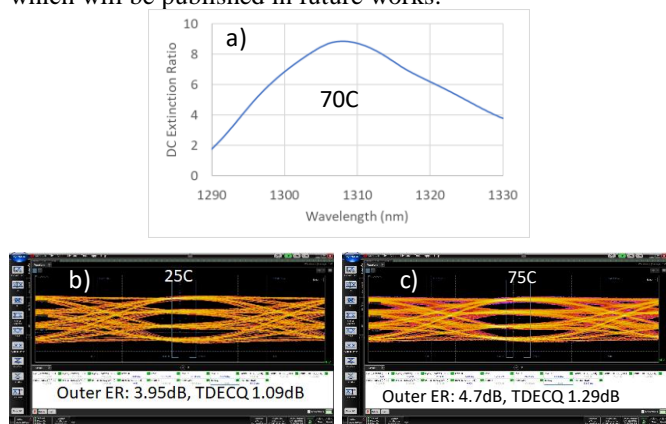 which will be published in future works.
a)
70C
DC Extinction Ratio
10
8
6
4
2
0
1290
1300
1310
1320
1330
Wavelength (nm)
b)
25C
Outer ER: 3.95dB, TDECQ 1.09dB
c)
75C
Outer ER: 4.7dB, TDECQ 1.29dB